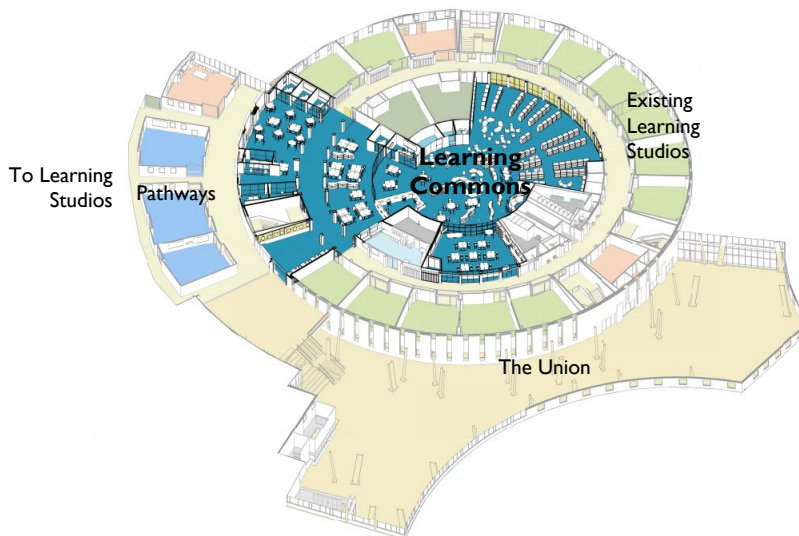 Existing
Learning
Studios
Learning
Commons
To Learning
Studios
Pathways
The Union